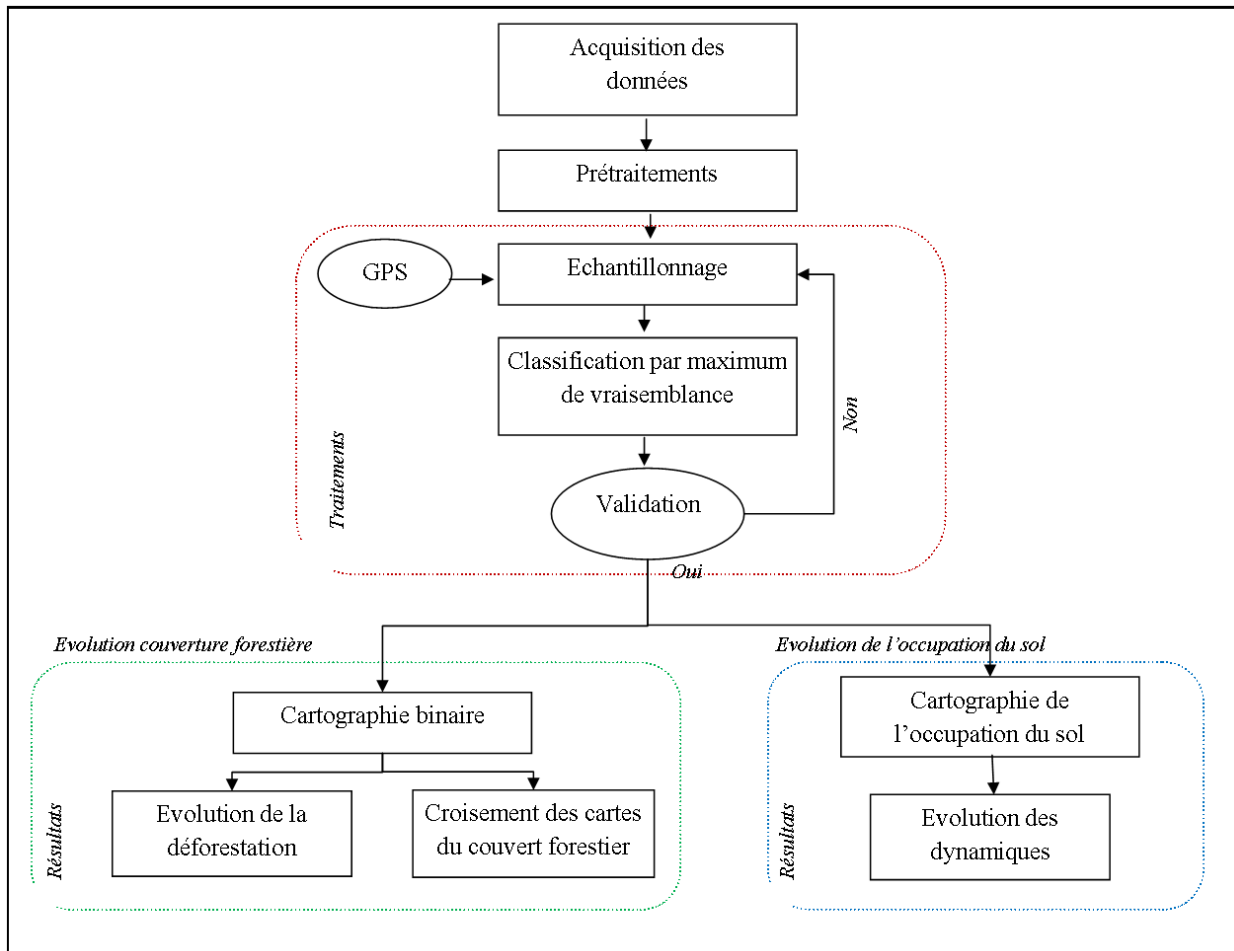 Acquisition des
données
Prétraitements
GPS
Echantillonnage
Classification par maximum
de vraisemblance
Non
Traitements
Validation
Oui
Evolution couverture forestière
Evolution de l'occupation du sol
Cartographie binaire
Cartographie de
l'occupation du sol
Evolution de la
déforestation
Croisement des cartes
du couvert forestier
Evolution des
dynamiques
Résultats
Résultats